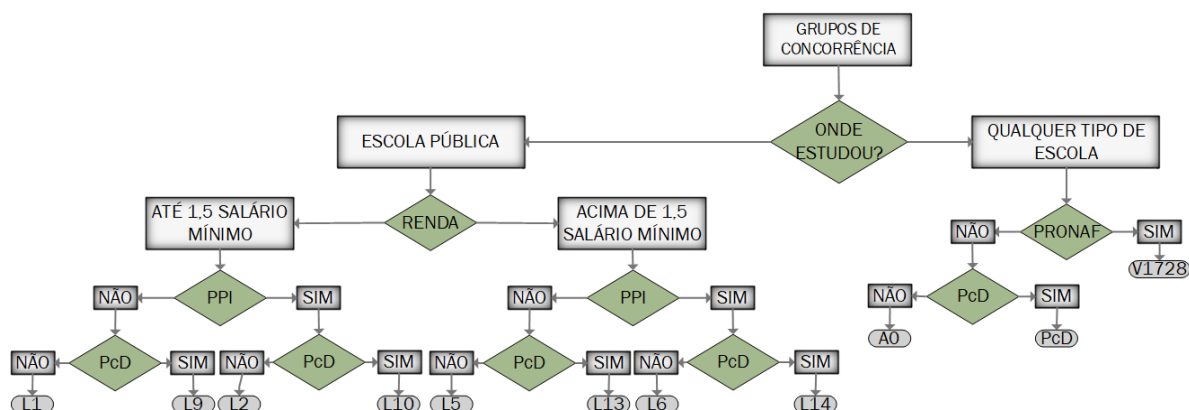 GRUPOS DE
CONCORRÊNCIA
ONDE
ESTUDOU?
ESCOLA PÚBLICA
QUALQUER TIPO DE
ESCOLA
RENDA
ATÉ 1,5 SALÁRIO
MÍNIMO
ACIMA DE 1,5
SALÁRIO MÍNIMO
NÃO
PRONAF
SIM
V1728
NÃO
PPI
SIM
NÃO
PPI
SIM
NÃO
PcD
SIM
A0
PcD
NÃO
PcD
SIM
NÃO
PcD
SIM
NÃO
PcD
SIM
NÃO
PcD
SIM
L1
L9
L2
L10
L5
L13
L6
L14